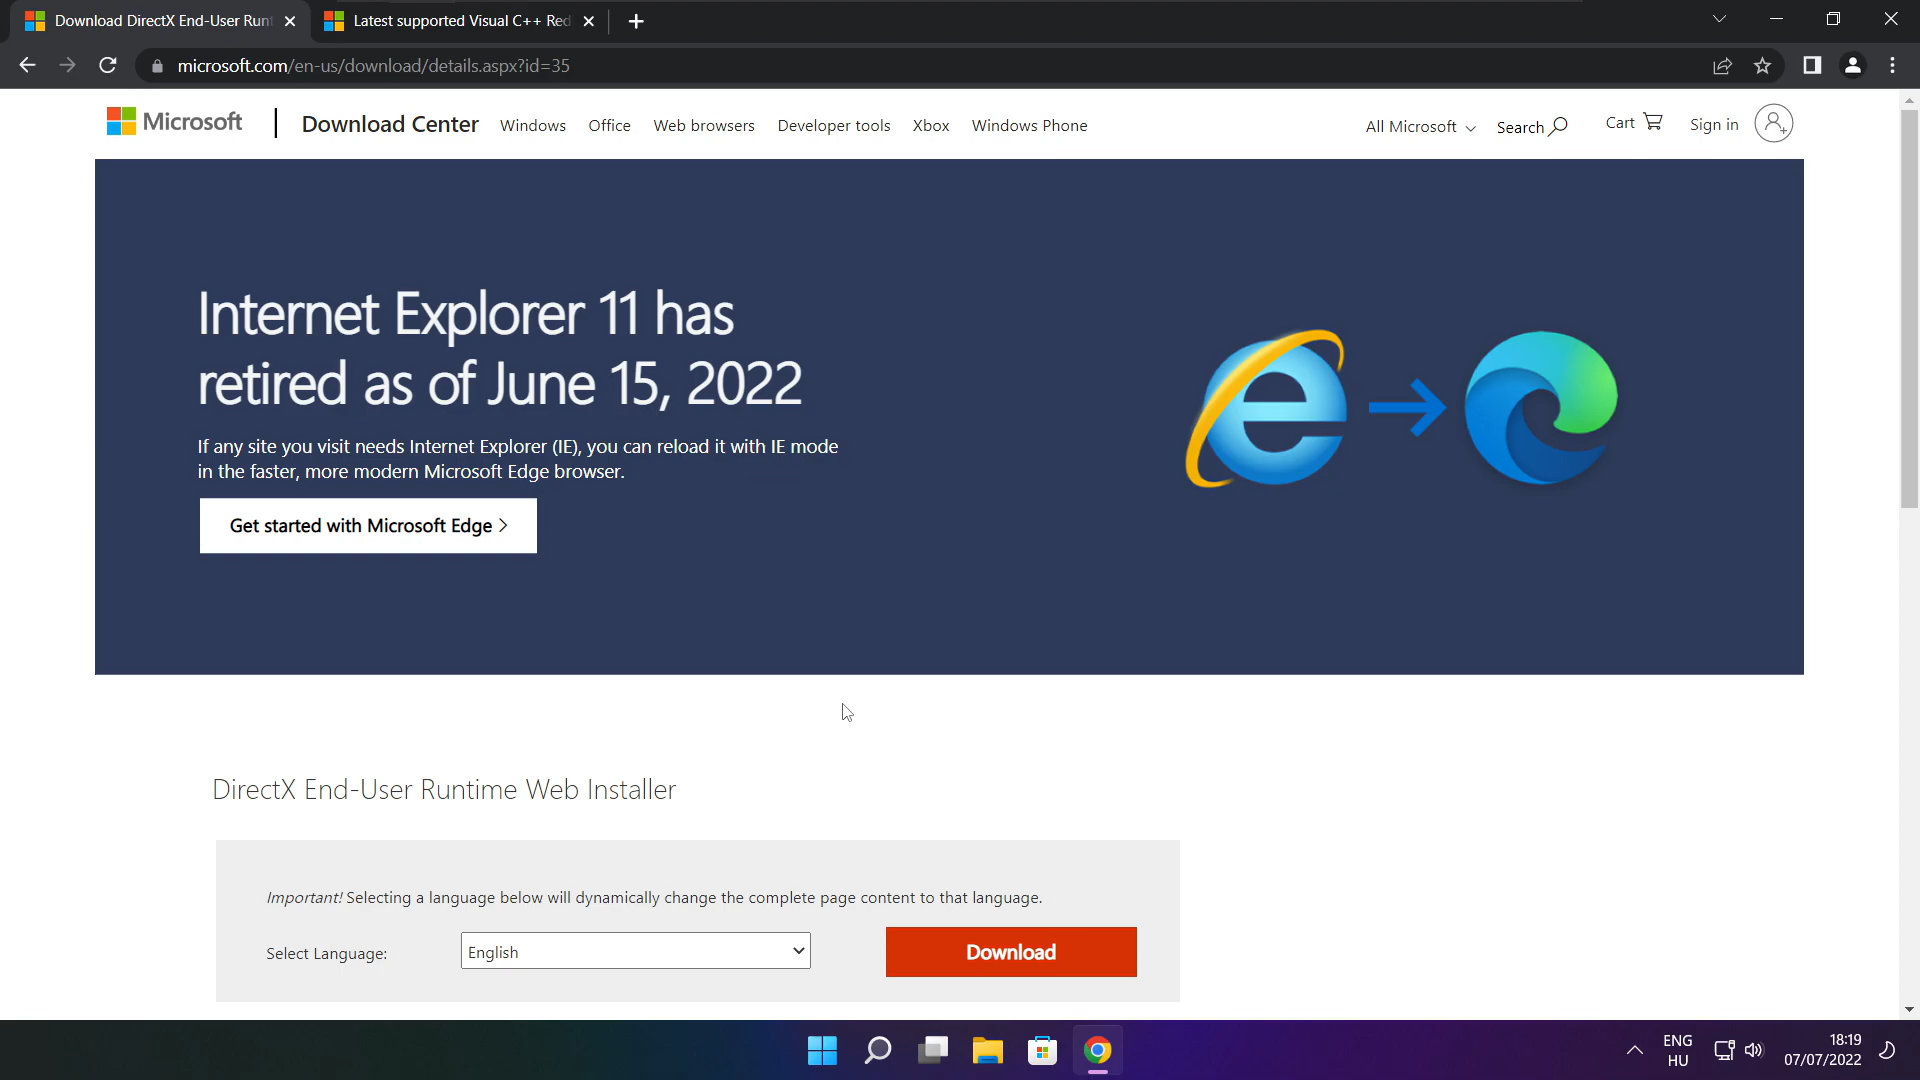 Download DirectX End-User Runt
Latest supported Visual C++ Red
microsoft.com/en-us/download/details.aspx?id=35
Microsoft
Download Center
Windows
Office
Web browsers
Developer tools
Xbox
Windows Phone
All Microsoft
Search
Cart
Sign in
Internet Explorer 11 has
retired as of June 15, 2022
If any site you visit needs Internet Explorer (IE), you can reload it with IE mode
in the faster, more modern Microsoft Edge browser.
Get started with Microsoft Edge >
DirectX End-User Runtime Web Installer
Important! Selecting a language below will dynamically change the complete page content to that language.
Select Language:
English
Download
ENG
HU
18:19
07/07/2022